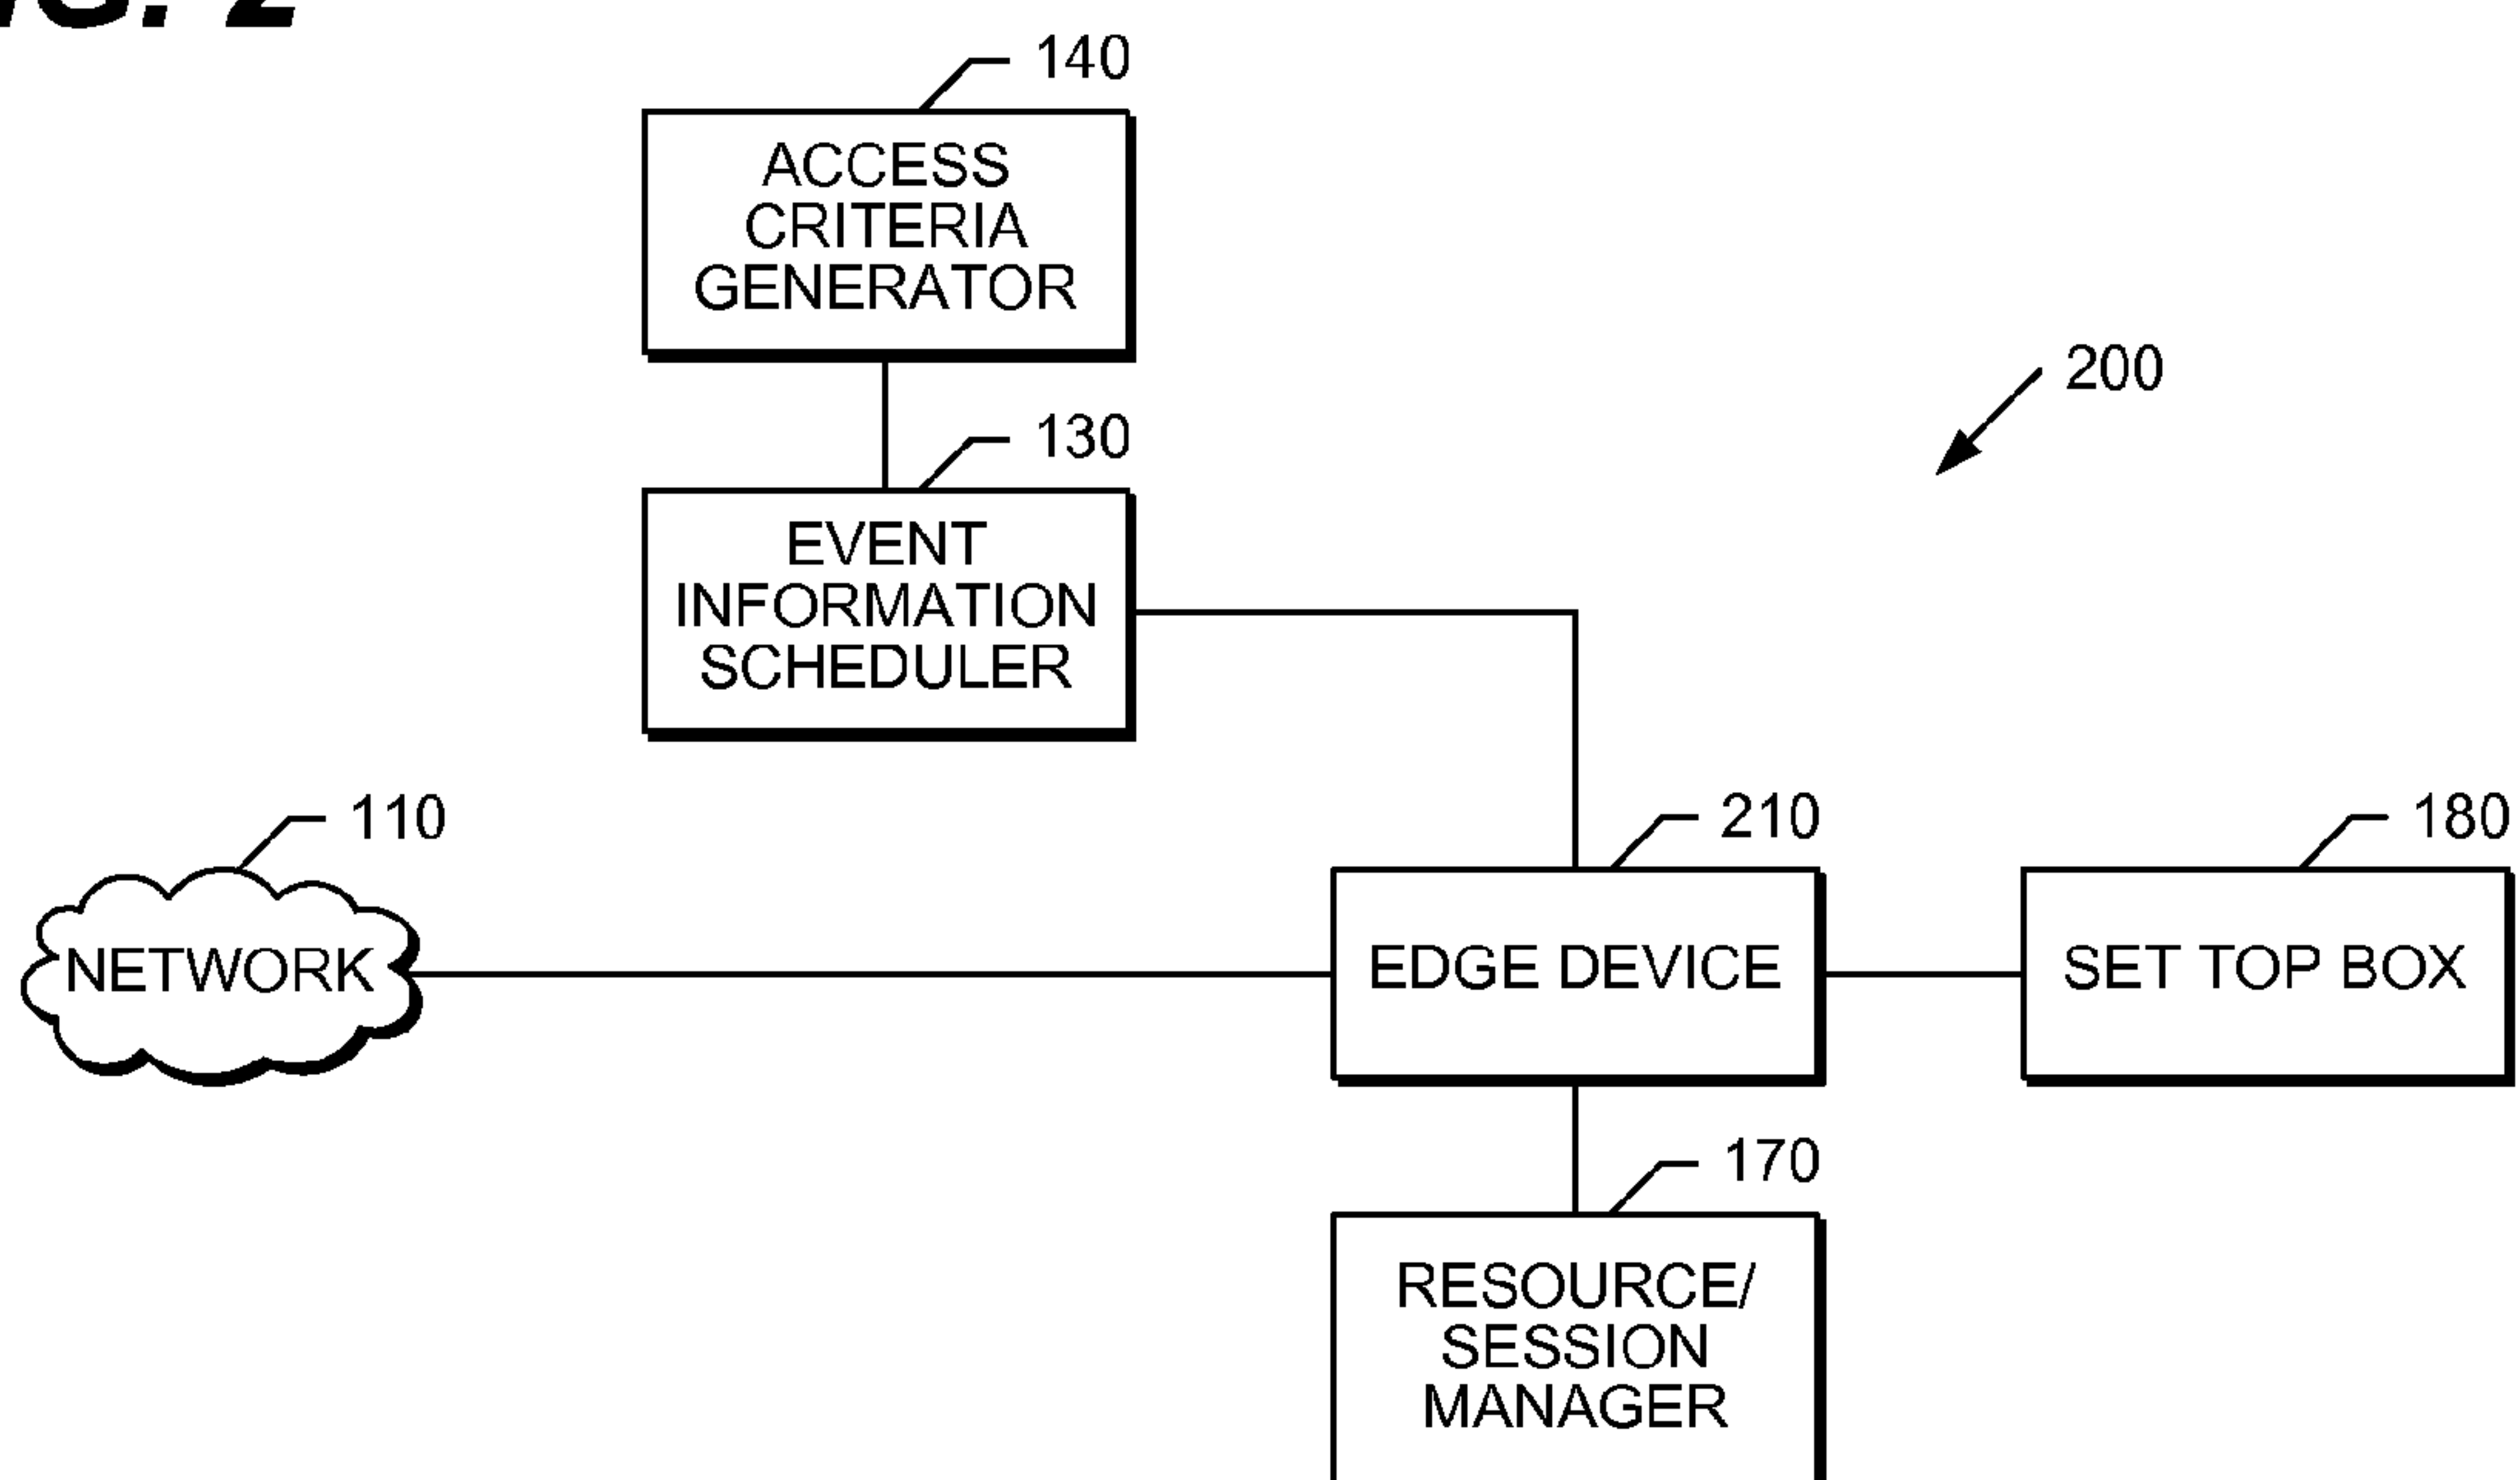 140
ACCESS
CRITERIA
GENERATOR
200
130
EVENT
INFORMATION
SCHEDULER
110
210
180
NETWORK
EDGE DEVICE
SET TOP BOX
170
RESOURCE/
SESSION
MANAGER